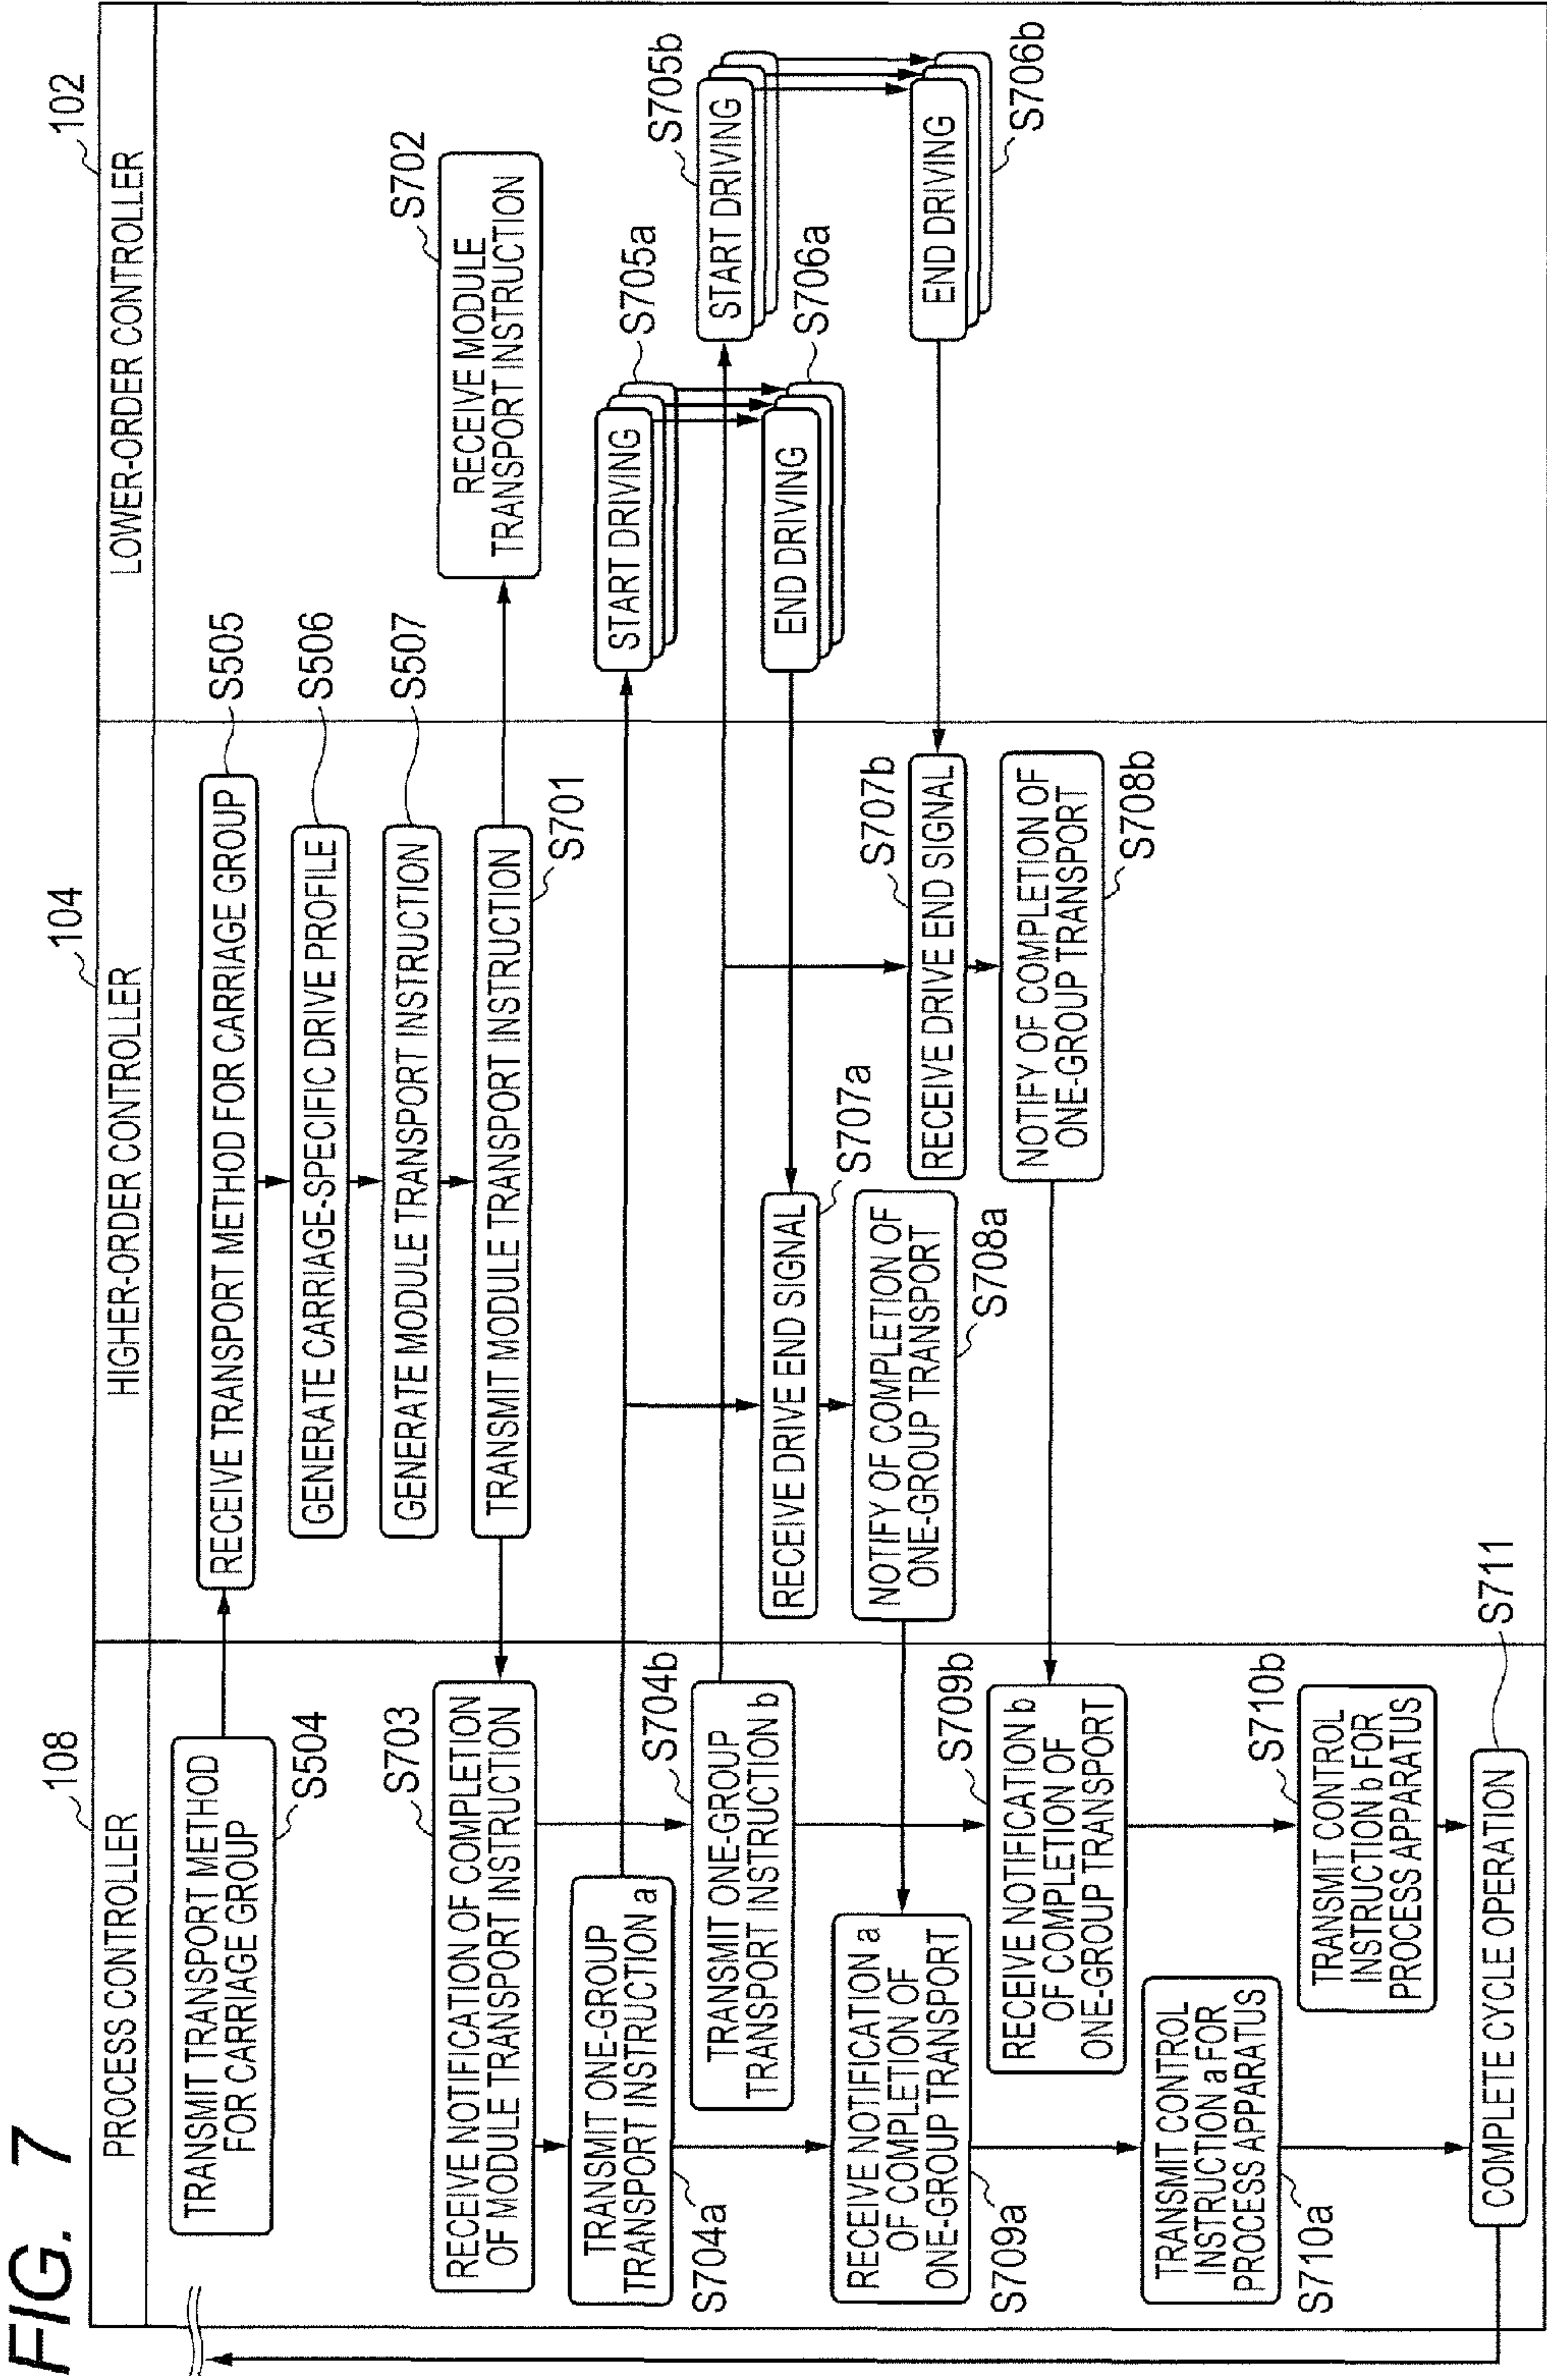 FIG. 7
108
104
102
PROCESS CONTROLLER
HIGHER-ORDER CONTROLLER
LOWER-ORDER CONTROLLER
TRANSMIT TRANSPORT METHOD
FOR CARRIAGE GROUP
S504
RECEIVE TRANSPORT METHOD FOR CARRIAGE GROUP
S505
GENERATE CARRIAGE-SPECIFIC DRIVE PROFILE
S506
GENERATE MODULE TRANSPORT INSTRUCTION
S507
TRANSMIT MODULE TRANSPORT INSTRUCTION
S701
RECEIVE MODULE
TRANSPORT INSTRUCTION
S702
S703
RECEIVE NOTIFICATION OF COMPLETION
OF MODULE TRANSPORT INSTRUCTION
TRANSMIT ONE-GROUP
TRANSPORT INSTRUCTION a
S704a
START DRIVING
S705a
S704b
TRANSMIT ONE-GROUP
TRANSPORT INSTRUCTION b
START DRIVING
S705b
END DRIVING
S706a
RECEIVE DRIVE END SIGNAL
S707a
NOTIFY OF COMPLETION OF
ONE-GROUP TRANSPORT
S708a
RECEIVE NOTIFICATION a
OF COMPLETION OF
ONE-GROUP TRANSPORT
S709a
END DRIVING
S706b
S707b
RECEIVE DRIVE END SIGNAL
NOTIFY OF COMPLETION OF
ONE-GROUP TRANSPORT
S708b
S709b
RECEIVE NOTIFICATION b
OF COMPLETION OF
ONE-GROUP TRANSPORT
TRANSMIT CONTROL
INSTRUCTION a FOR
PROCESS APPARATUS
S710a
S710b
TRANSMIT CONTROL
INSTRUCTION b FOR
PROCESS APPARATUS
COMPLETE CYCLE OPERATION
S711